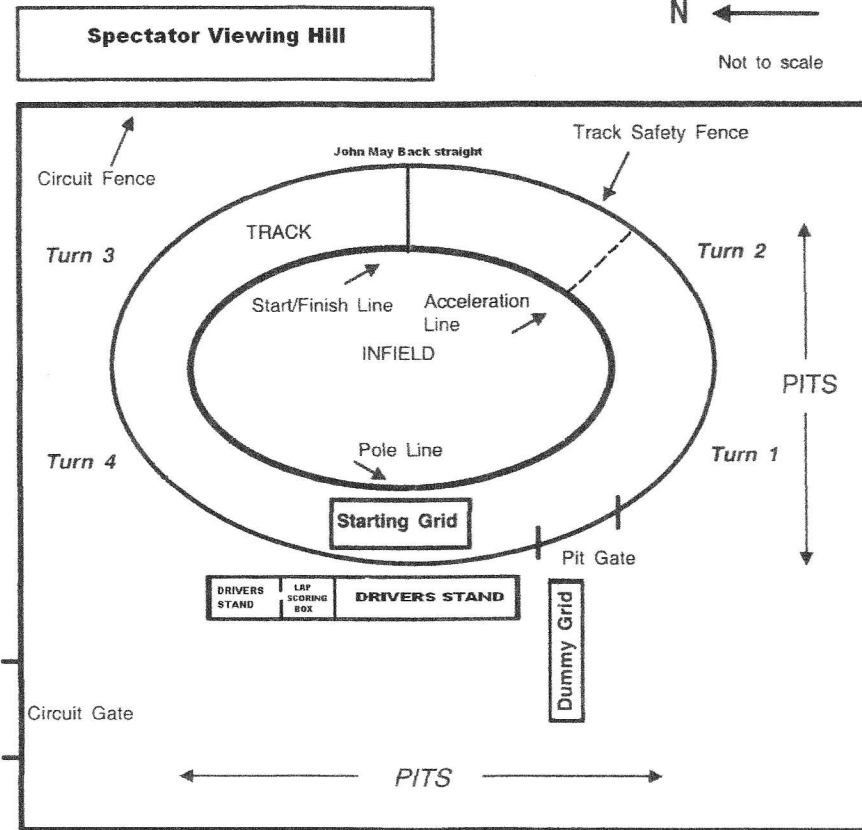 N
Spectator Viewing Hill
Not to scale
Track Safety Fence
John May Back straight
Circuit Fence
TRACK
Turn 3
Turn 2
Start/Finish Line
Acceleration
Line
INFIELD
PITS
Pole Line
Turn 4
Turn 1
Starting Grid
Pit Gate
DRIVERS
STAND
LAP
SCORING
BOX
DRIVERS STAND
Dummy Grid
Circuit Gate
PITS